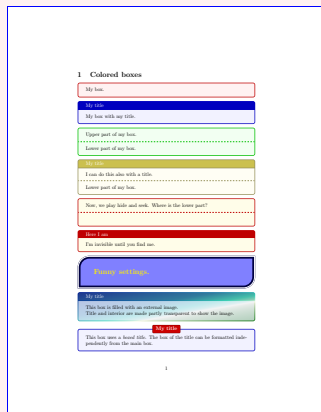 1 Colored boxes
My box.
My title
My box with my title.
Upper part of my box.
Lower part of my box.
My title
I can do this also with a title.
Lower part of my box.
Now, we play hide and seek. Where is the lower part?
Here I am
I'm invisible until you find me.
Funny settings.
My title
This box is filled with an external image.
Title and interior are made partly transparent to show the image.
My title
This box uses a boxed title. The box of the title can be formatted inde-
pendently from the main box.
1